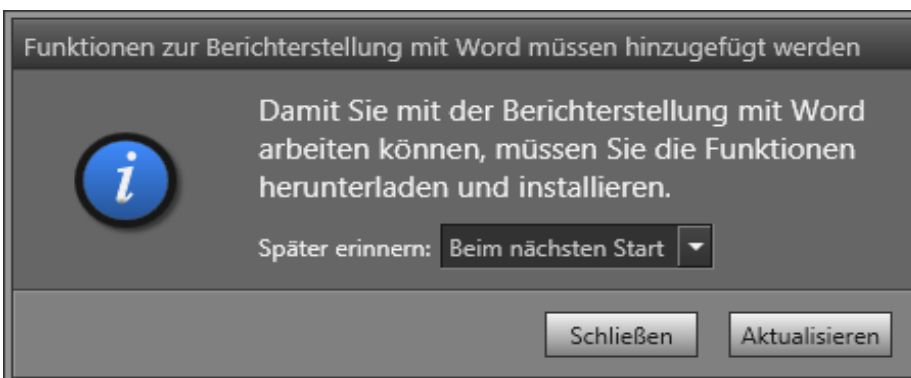 Funktionen zur Berichterstellung mit Word müssen hinzugefügt werden
Damit Sie mit der Berichterstellung mit Word
arbeiten können, müssen Sie die Funktionen
herunterladen und installieren.
Später erinnern: Beim nächsten Start
Schließen Aktualisieren